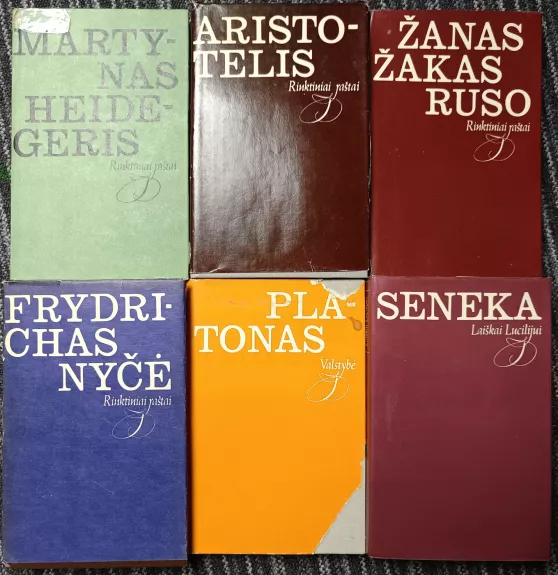 MARTY-
NAS
HEIDE-
GERIS
Rinktiniai raštai
ARISTO-
TELIS
Rinktiniai raštai
ŽANAS
ŽAKAS
RUSO
Rinktiniai raštai
FRYDRI-
CHAS
NYČĖ
Rinktiniai raštai
PLA-
TONAS
Valstybė
SENEKA
Laiškai Lucilijui